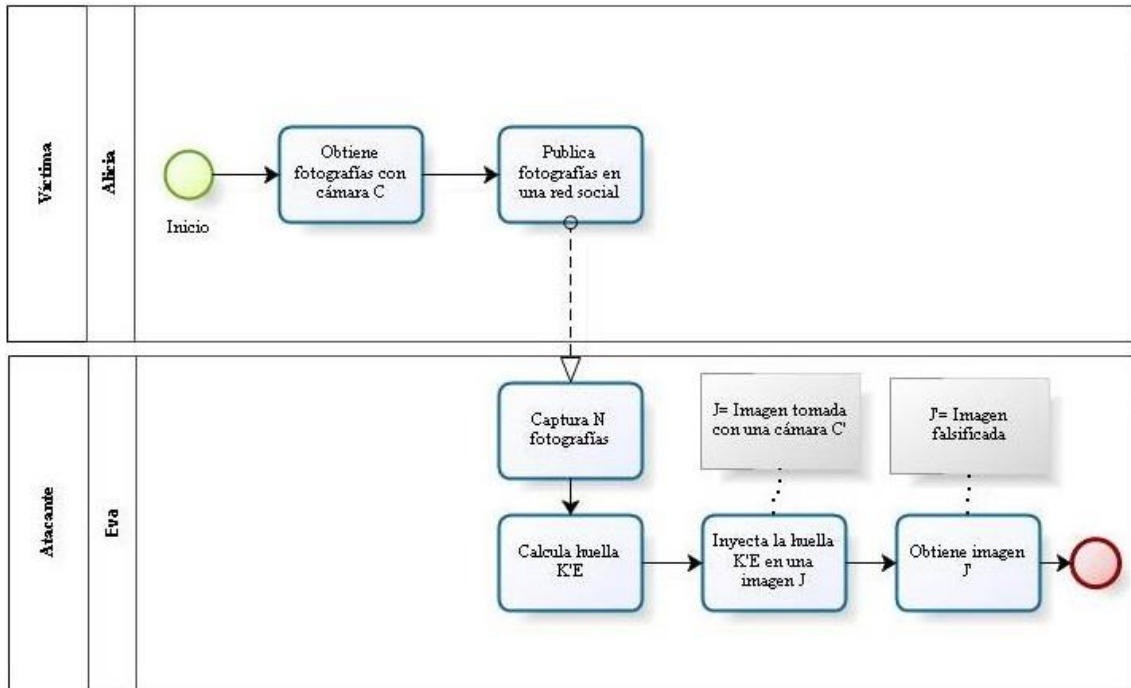 Víctima
Alicia
Inicio
Obtiene
fotografías con
cámara C
Publica
fotografías en
una red social
Atacante
Eva
Captura N
fotografías
J= Imagen tomada
con una cámara C'
J'= Imagen
falsificada
Calcula huella
K'E
Inyecta la huella
K'E en una
imagen J
Obtiene imagen
J'